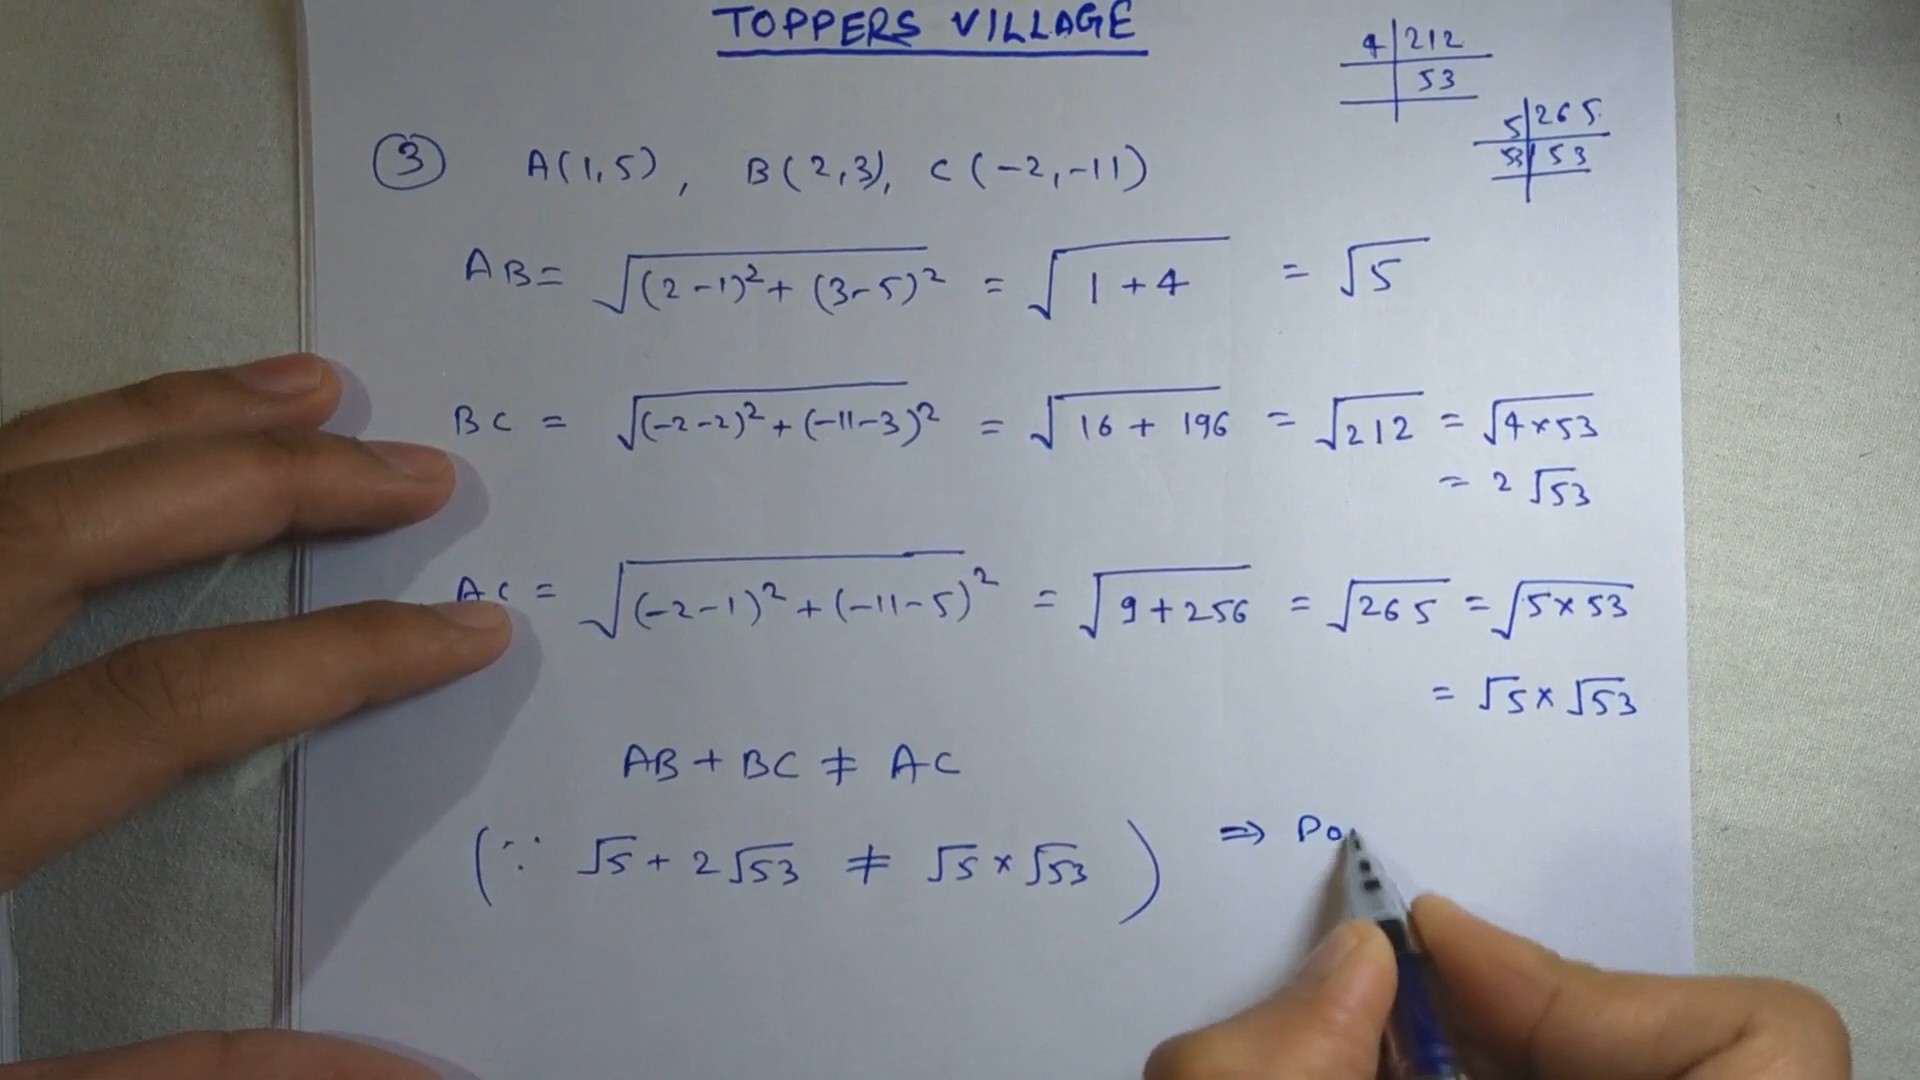 TOPPERS VILLAGE
4 | 212
53
5 | 265
53 | 53
③ A(1,5), B(2,3), C(-2,-11)
AB = √(2-1)² + (3-5)² = √1+4 = √5
BC = √(-2-2)² + (-11-3)² = √16 + 196 = √212 = √4×53
= 2√53
AC = √(-2-1)² + (-11-5)² = √9+256 = √265 = √5×53
= √5 × √53
AB + BC ≠ AC
(∵ √5 + 2√53 ≠ √5 × √53) ⇒ Po